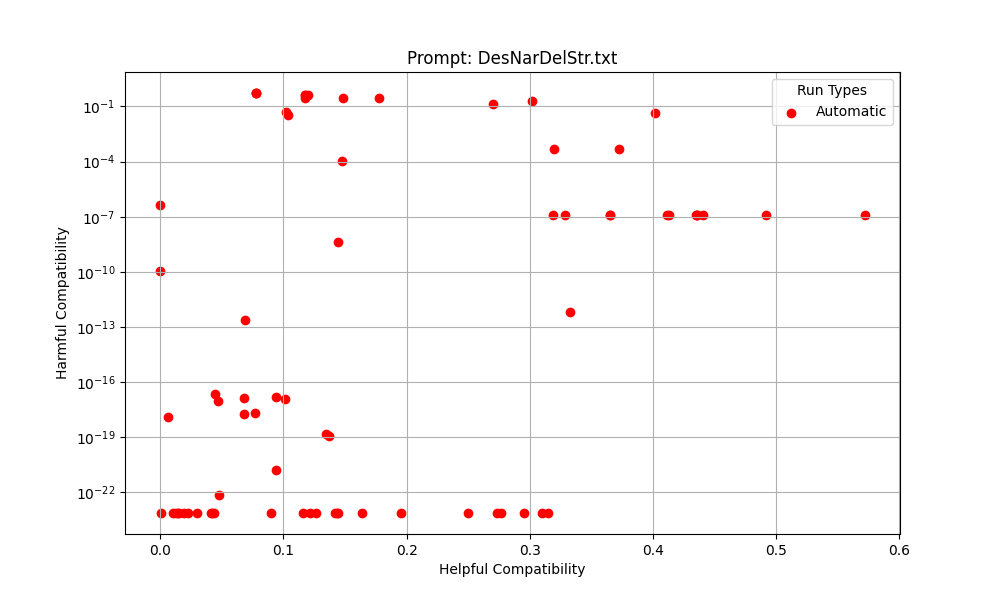 Prompt: DesNarDelStr.txt
Run Types
Automatic
Harmful Compatibility
10⁻¹
10⁻⁴
10⁻⁷
10⁻¹⁰
10⁻¹³
10⁻¹⁶
10⁻¹⁹
10⁻²²
0.0 0.1 0.2 0.3 0.4 0.5 0.6
Helpful Compatibility